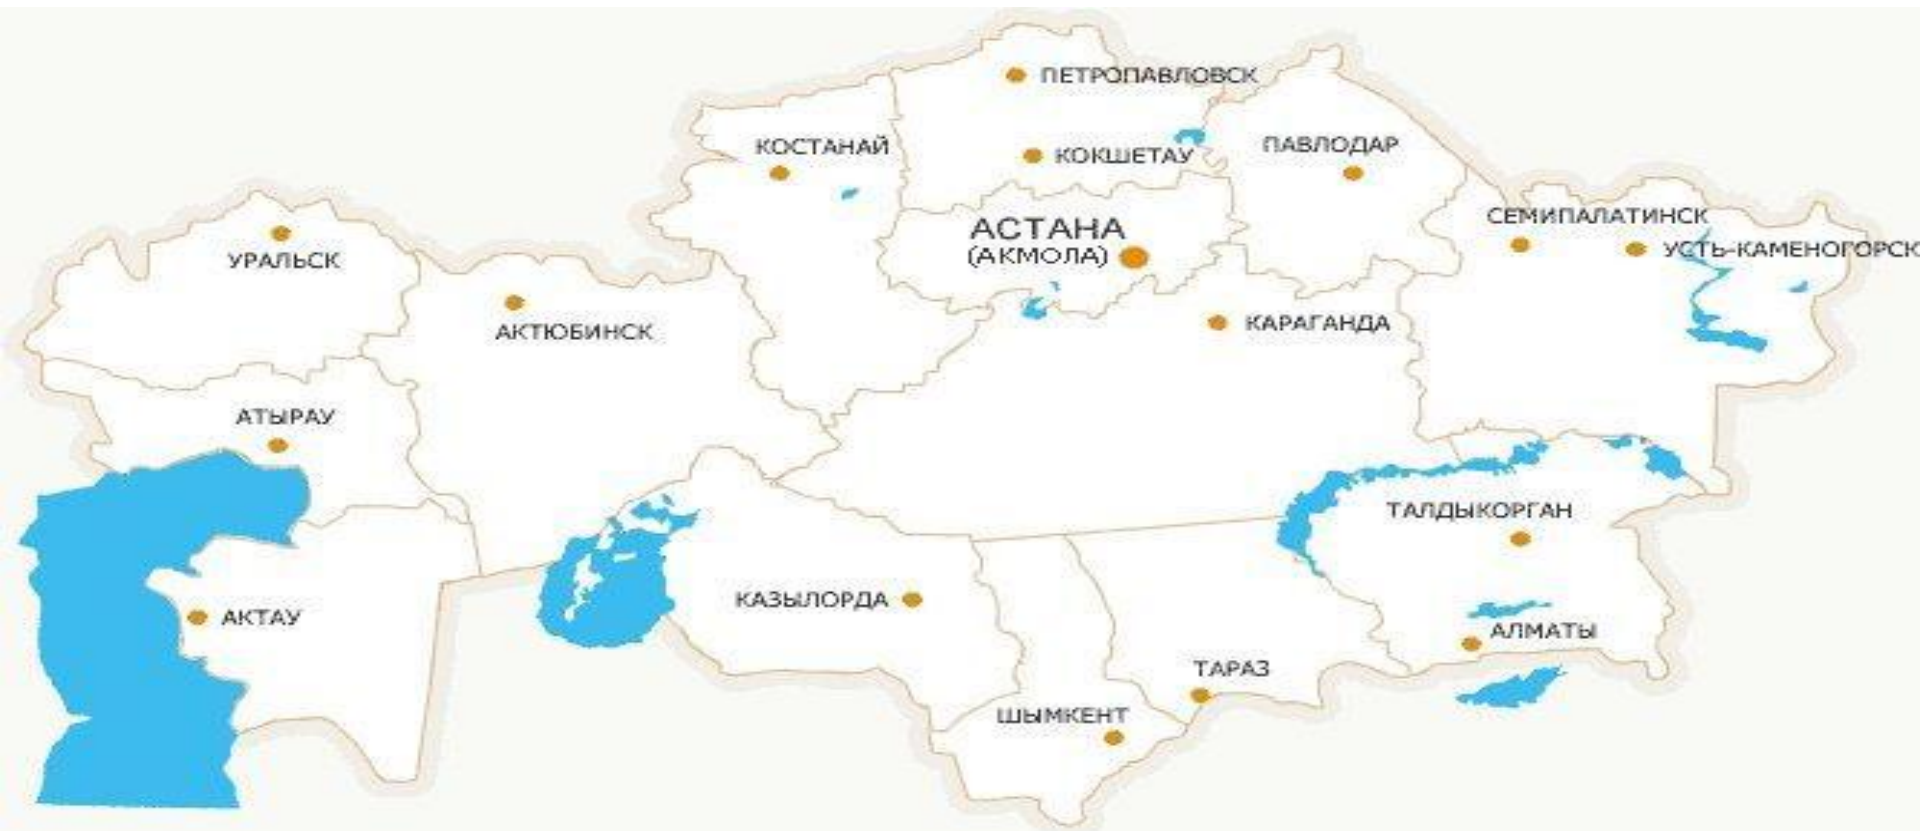 ПЕТРОПАВЛОВСК
КОСТАНАЙ
КОКШЕТАУ
ПАВЛОДАР
АСТАНА
(АКМОЛА)
СЕМИПАЛАТИНСК
УСТЬ-КАМЕНОГОРСК
УРАЛЬСК
АКТЮБИНСК
КАРАГАНДА
АТЫРАУ
ТАЛДЫКОРГАН
КАЗЫЛОРДА
АКТАУ
АЛМАТЫ
ТАРАЗ
ШЫМКЕНТ